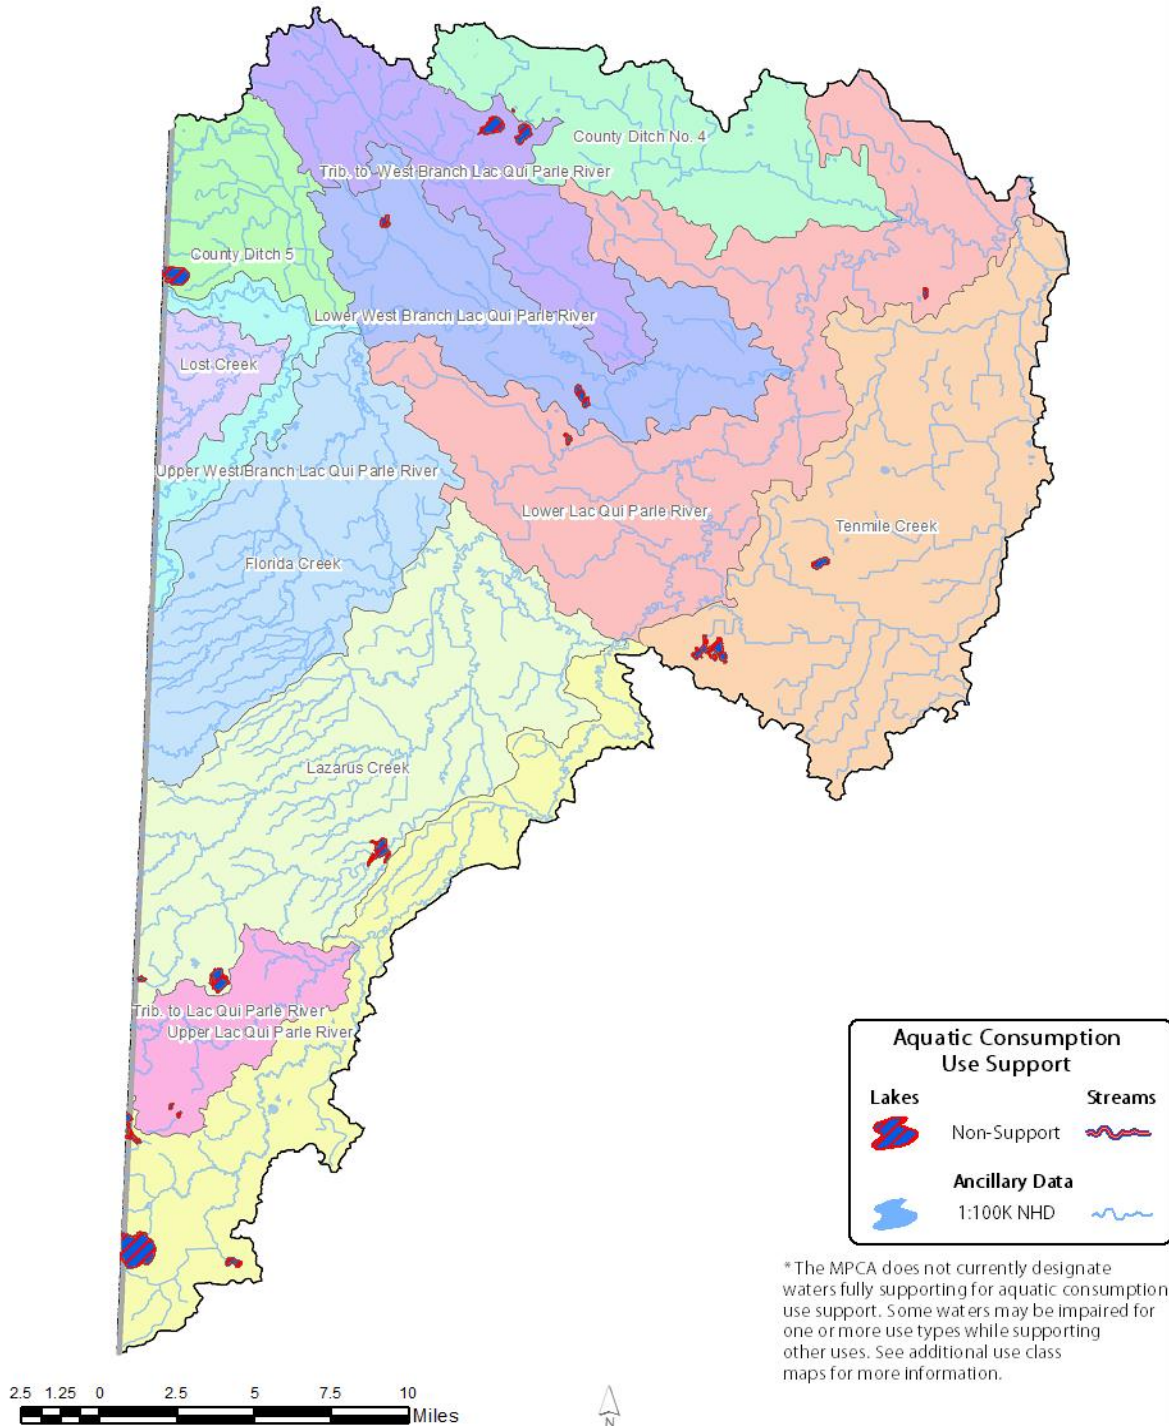 County Ditch No. 4
Trib. to West Branch Lac Qui Parle River
County Ditch 5
Lower West Branch Lac Qui Parle River
Lost Creek
Upper West Branch Lac Qui Parle River
Lower Lac Qui Parle River
Tenmile Creek
Florida Creek
Lazarus Creek
Trib. to Lac Qui Parle River
Upper Lac Qui Parle River
Aquatic Consumption
Use Support
Lakes Streams
Non-Support
Ancillary Data
1:100K NHD
* The MPCA does not currently designate
waters fully supporting for aquatic consumption
use support. Some waters may be impaired for
one or more use types while supporting
other uses. See additional use class
maps for more information.
2.5 1.25 0 2.5 5 7.5 10
Miles
N